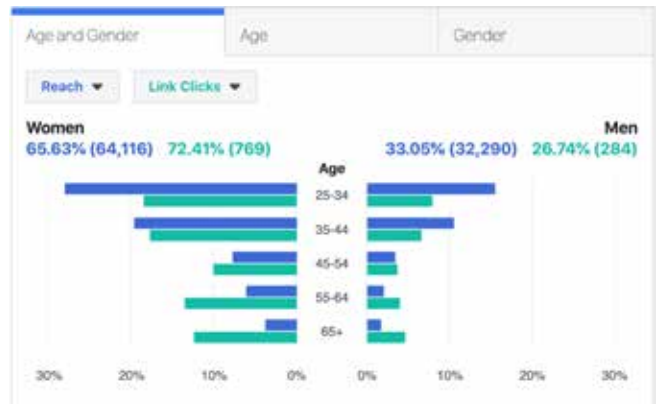 Age and Gender
Age
Gender
Reach
Link Clicks
Women
Men
65.63% (64,116) 72.41% (769)
33.05% (32,290) 26.74% (284)
Age
25-34
35-44
45-54
55-64
65+
30% 20% 10% 0% 0% 10% 20% 30%